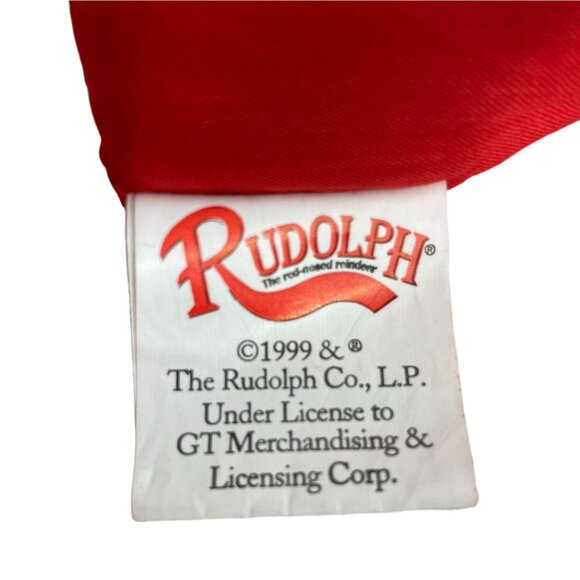 RUDOLPH®
The red-nosed reindeer
©1999 & ®
The Rudolph Co., L.P.
Under License to
GT Merchandising &
Licensing Corp.